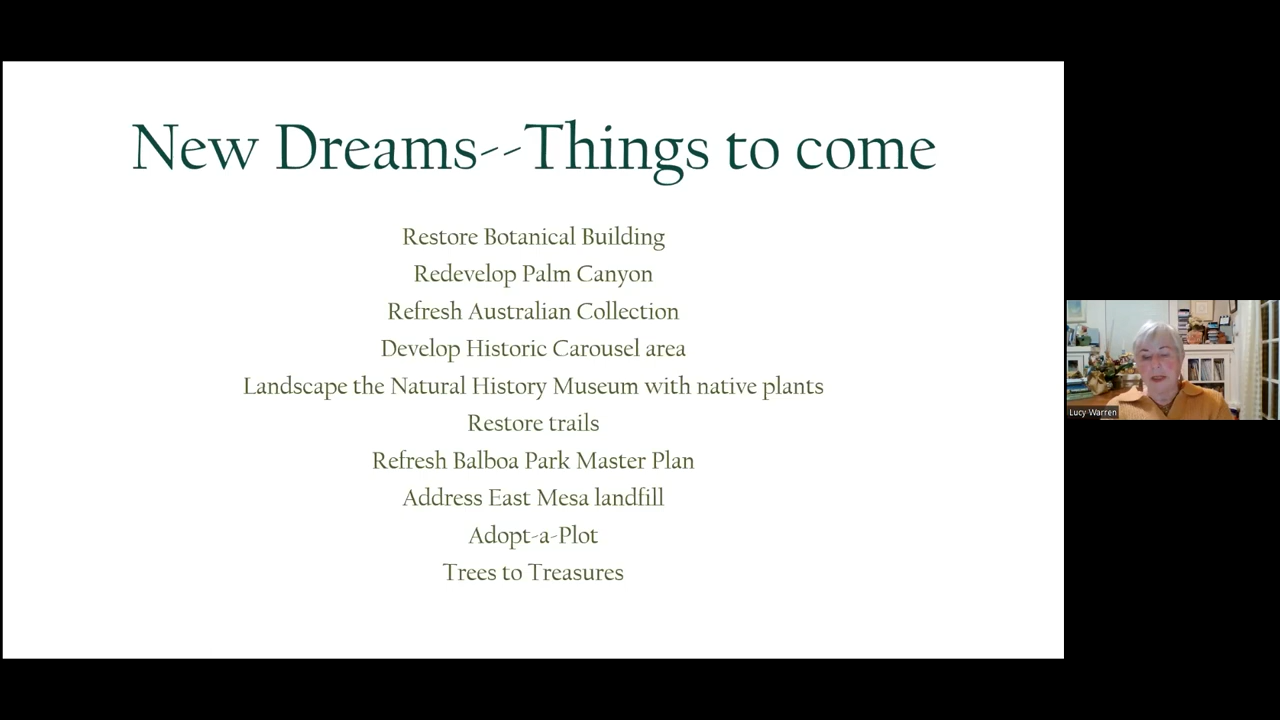 New Dreams--Things to come
Restore Botanical Building
Redevelop Palm Canyon
Refresh Australian Collection
Develop Historic Carousel area
Landscape the Natural History Museum with native plants
Restore trails
Refresh Balboa Park Master Plan
Address East Mesa landfill
Adopt-a-Plot
Trees to Treasures
Lucy Warren